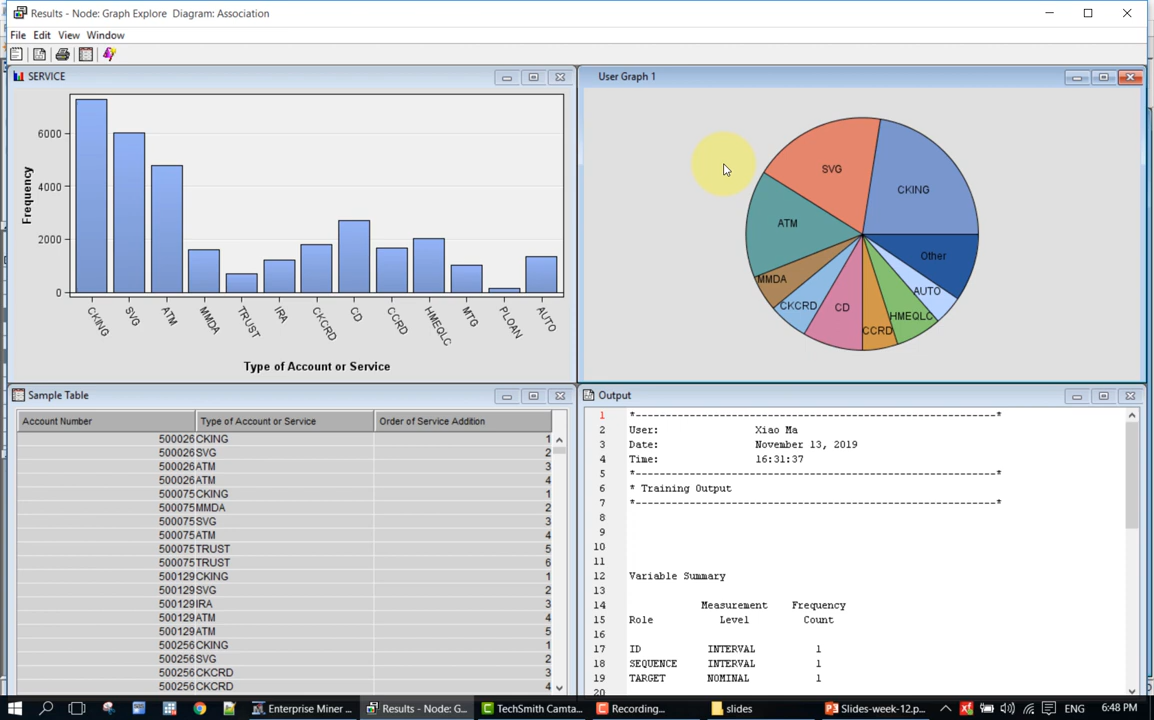 Results - Node: Graph Explore  Diagram: Association
File Edit View Window
SERVICE
6000
4000
2000
0
Frequency
CKING
SVG
ATM
MMDA
TRUST
IRA
CKCRD
CD
CCRD
HMEQLC
MTG
PLOAN
AUTO
Type of Account or Service
User Graph 1
SVG
CKING
ATM
Other
MMDA
AUTO
CKCRD
CD
HMEQLC
CCRD
Sample Table
Account Number Type of Account or Service Order of Service Addition
500026 CKING 1
500026 SVG 2
500026 ATM 3
500026 ATM 4
500075 CKING 1
500075 MMDA 2
500075 SVG 3
500075 ATM 4
500075 TRUST 5
500075 TRUST 6
500129 CKING 1
500129 SVG 2
500129 IRA 3
500129 ATM 4
500129 ATM 5
500256 CKING 1
500256 SVG 2
500256 CKCRD 3
500256 CKCRD 4
Output
1 *------------------------------------------------------------*
2 User: Xiao Ma
3 Date: November 13, 2019
4 Time: 16:31:37
5 *------------------------------------------------------------*
6 * Training Output
7 *------------------------------------------------------------*
8
9
10
11
12 Variable Summary
13
14 Measurement Frequency
15 Role Level Count
16
17 ID INTERVAL 1
18 SEQUENCE INTERVAL 1
19 TARGET NOMINAL 1
20
Enterprise Miner ... Results - Node: G... TechSmith Camta... Recording... slides Slides-week-12.p... ENG 6:48 PM